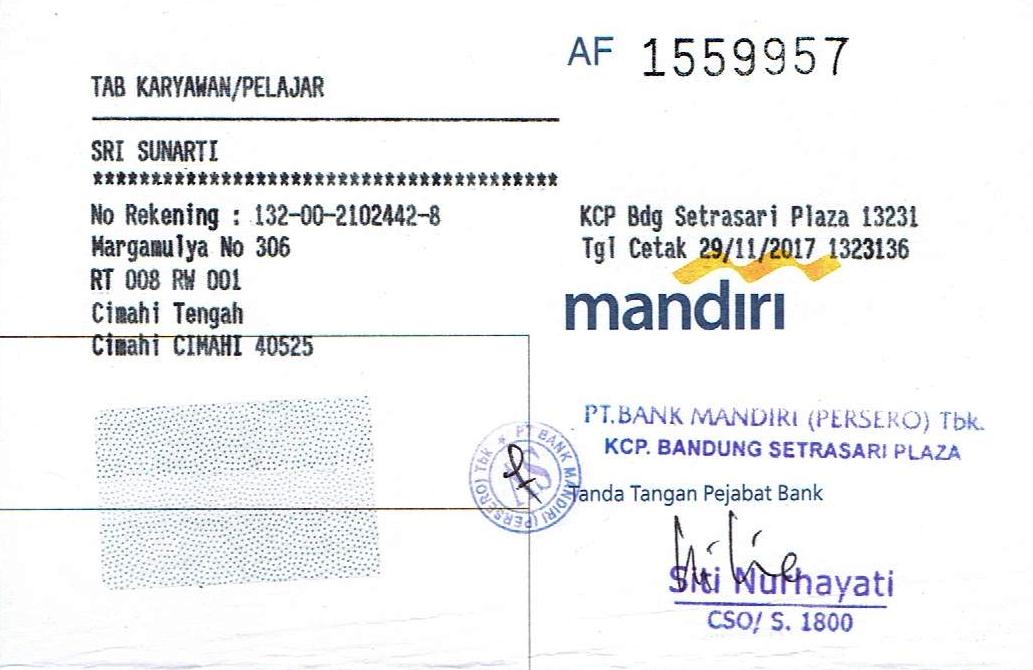 AF 1559957
TAB KARYAWAN/PELAJAR
SRI SUNARTI
*****************************************
No Rekening : 132-00-2102442-8
Margamulya No 306
RT 008 RW 001
Cimahi Tengah
Cimahi CIMAHI 40525
KCP Bdg Setrasari Plaza 13231
Tgl Cetak 29/11/2017 1323136
mandiri
PT.BANK MANDIRI (PERSERO) Tbk.
KCP. BANDUNG SETRASARI PLAZA
PT BANK MANDIRI (PERSERO) Tbk
Tanda Tangan Pejabat Bank
Siti Nurhayati
CSO/ S. 1800